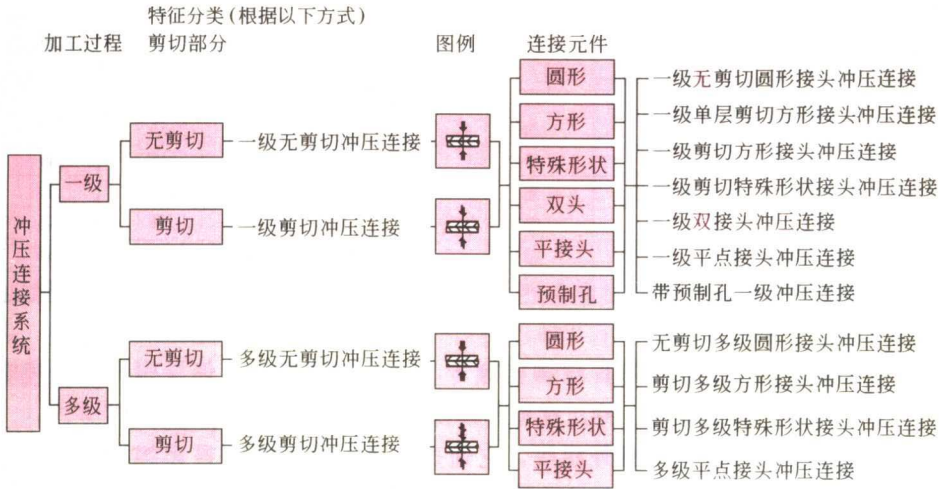 特征分类(根据以下方式)
加工过程 剪切部分 图例 连接元件
圆形
一级无剪切圆形接头冲压连接
方形
一级单层剪切方形接头冲压连接
无剪切 一级无剪切冲压连接
特殊形状
一级剪切方形接头冲压连接
一级
一级剪切特殊形状接头冲压连接
双头
一级双接头冲压连接
剪切 一级剪切冲压连接
平接头
一级平点接头冲压连接
预制孔
带预制孔一级冲压连接
冲压连接系统
圆形
无剪切多级圆形接头冲压连接
无剪切 多级无剪切冲压连接
方形
剪切多级方形接头冲压连接
多级
特殊形状
剪切多级特殊形状接头冲压连接
剪切 多级剪切冲压连接
平接头
多级平点接头冲压连接